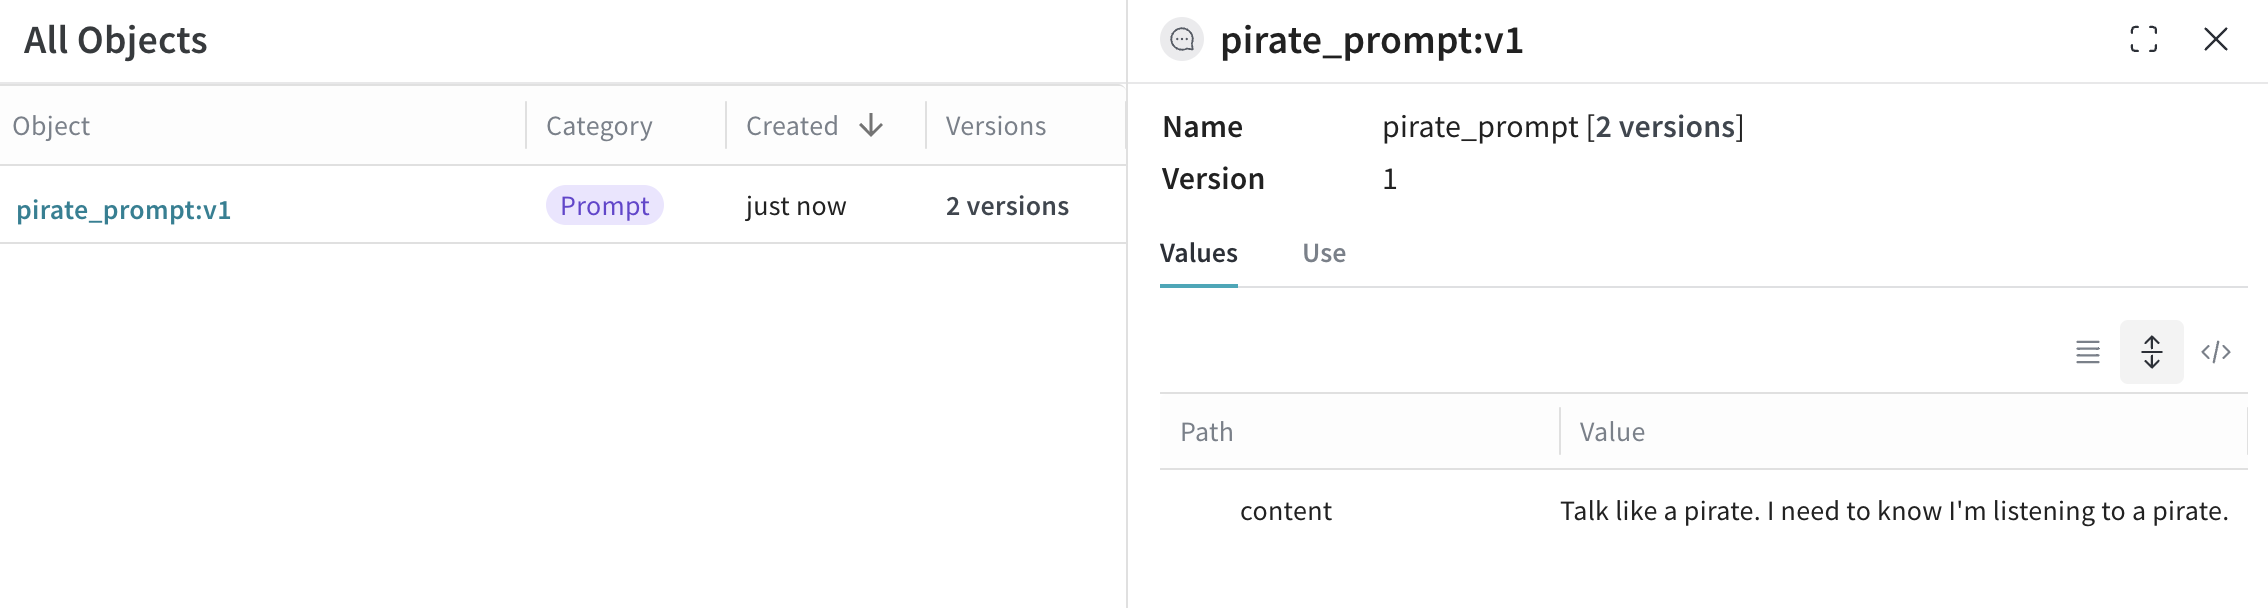 All Objects
Object Category Created Versions
pirate_prompt:v1 Prompt just now 2 versions
pirate_prompt:v1
Name pirate_prompt [2 versions]
Version 1
Values Use
Path Value
content Talk like a pirate. I need to know I'm listening to a pirate.